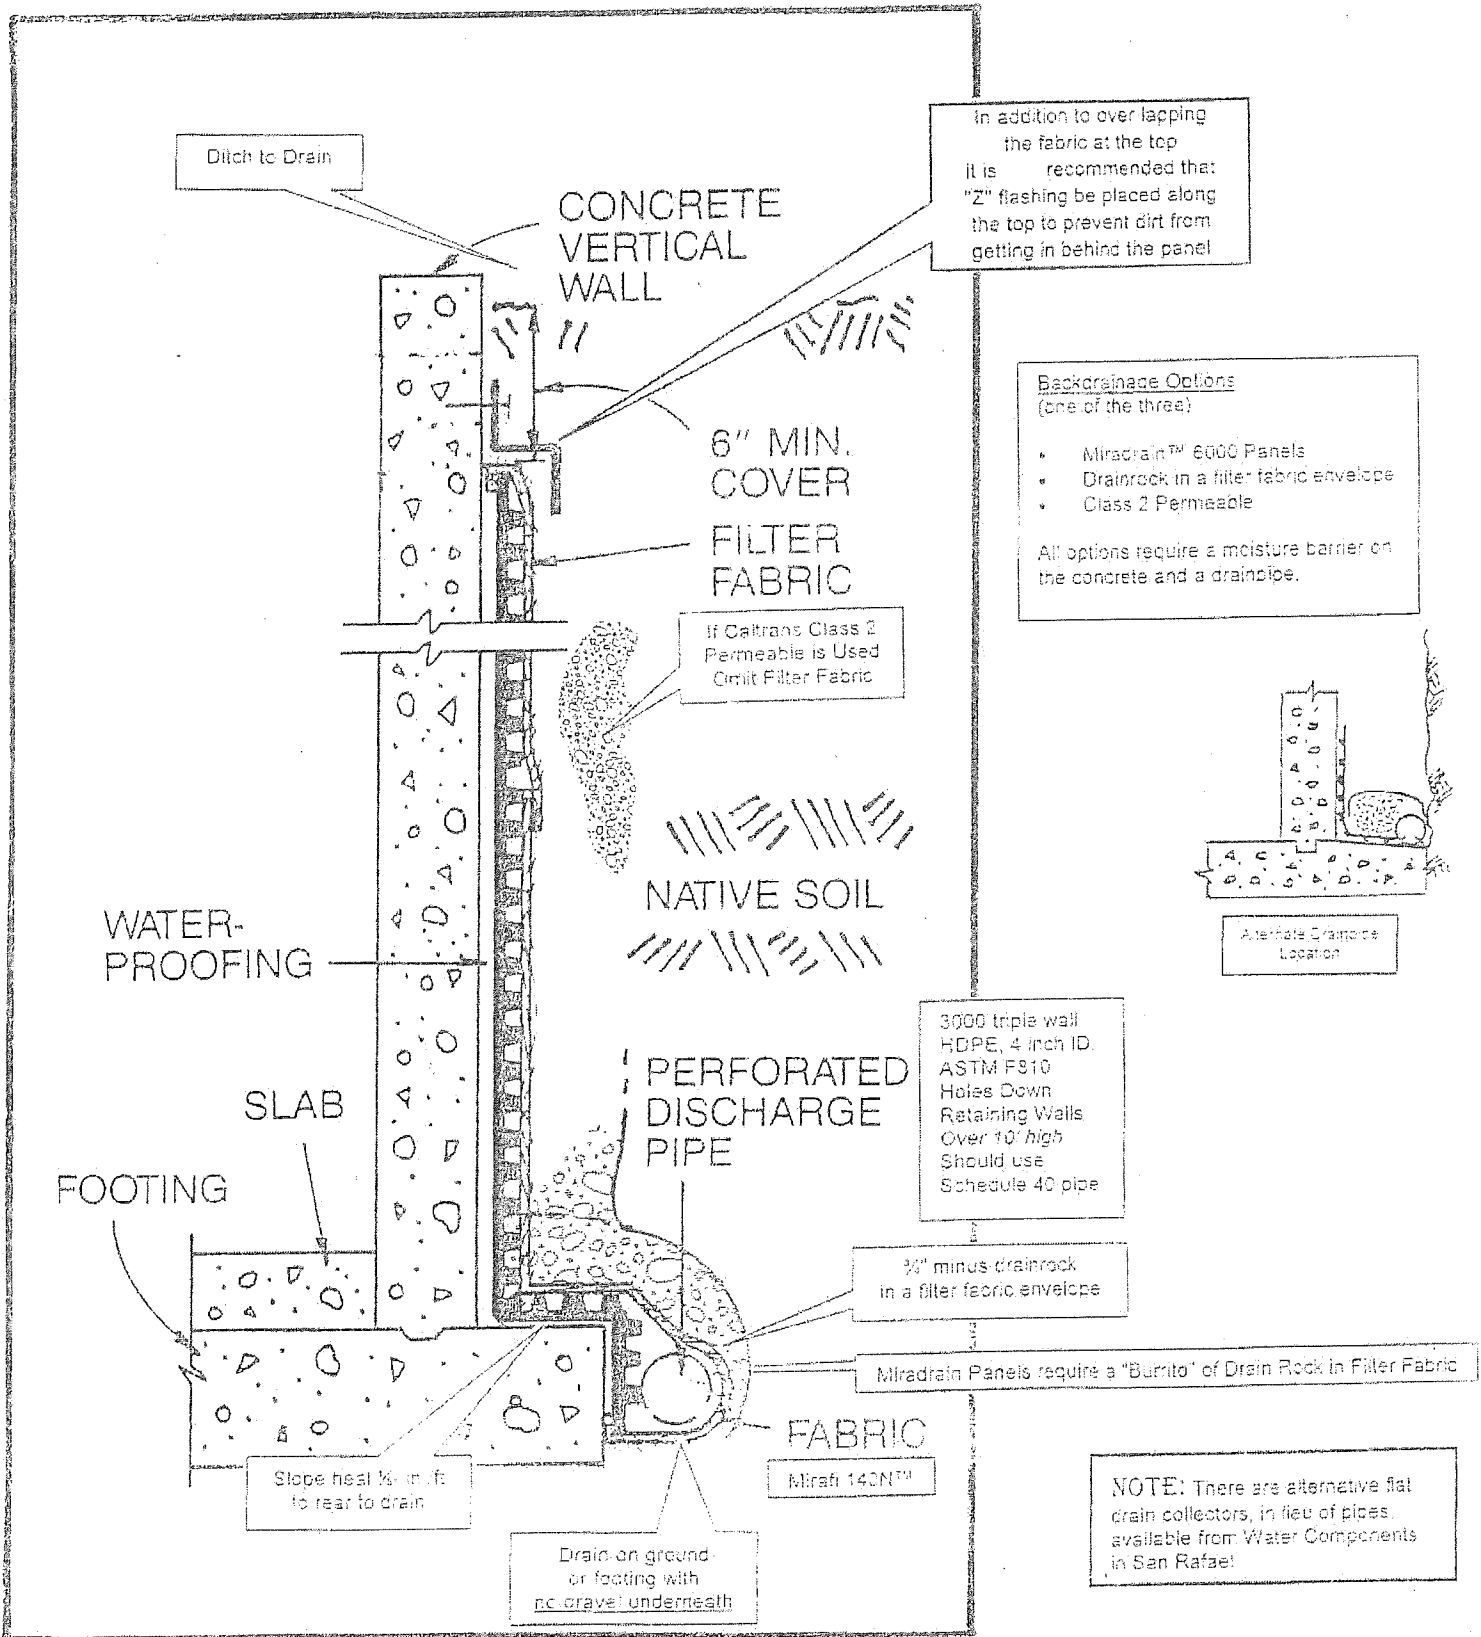 Ditch to Drain
CONCRETE
VERTICAL
WALL
In addition to over lapping
the fabric at the top
it is recommended that
"Z" flashing be placed along
the top to prevent dirt from
getting in behind the panel
Backdrainage Options
(one of the three)
• Miradrain™ 6000 Panels
• Drainrock in a filter fabric envelope
• Class 2 Permeable
All options require a moisture barrier on
the concrete and a drainpipe.
6" MIN.
COVER
FILTER
FABRIC
If Caltrans Class 2
Permeable is Used
Omit Filter Fabric
NATIVE SOIL
WATER-
PROOFING
Alternate Drainpipe
Location
3000 triple wall
HDPE, 4 inch ID.
ASTM F810
Holes Down
Retaining Walls
Over 10' high
Should use
Schedule 40 pipe
PERFORATED
DISCHARGE
PIPE
SLAB
FOOTING
¾" minus drainrock
in a filter fabric envelope
Miradrain Panels require a "Burrito" of Drain Rock in Filter Fabric
FABRIC
Mirafi 140N™
Slope heal in/ft
to rear to drain
Drain on ground
or footing with
no gravel underneath
NOTE: There are alternative flat
drain collectors, in lieu of pipes,
available from Water Components
in San Rafael